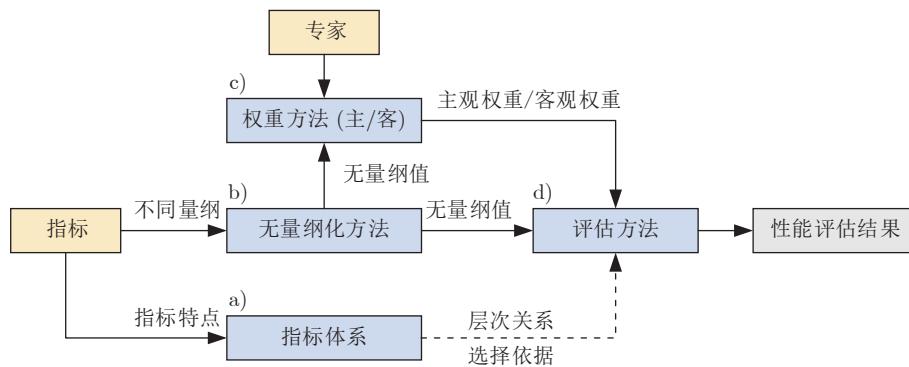 专家
c)
权重方法 (主/客)
主观权重/客观权重
无量纲值
b)
d)
指标
不同量纲
无量纲化方法
无量纲值
评估方法
性能评估结果
a)
指标特点
指标体系
层次关系
选择依据